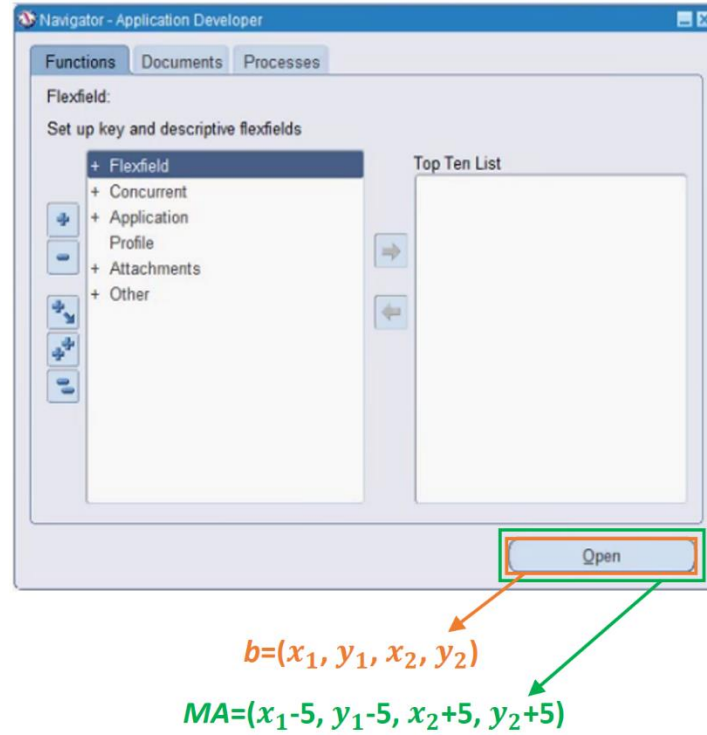 Navigator - Application Developer
Functions Documents Processes
Flexfield:
Set up key and descriptive flexfields
+ Flexfield
+ Concurrent
+ Application
Profile
+ Attachments
+ Other
Top Ten List
Open
b=(x₁, y₁, x₂, y₂)
MA=(x₁-5, y₁-5, x₂+5, y₂+5)